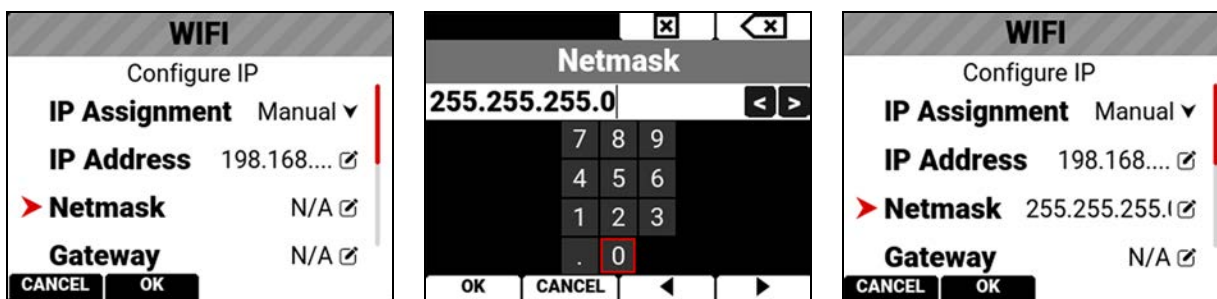 WIFI
Configure IP
IP Assignment Manual
IP Address 198.168....
Netmask N/A
Gateway N/A
CANCEL OK
Netmask
255.255.255.0 < >
7 8 9
4 5 6
1 2 3
. 0
OK CANCEL
WIFI
Configure IP
IP Assignment Manual
IP Address 198.168....
Netmask 255.255.255.
Gateway N/A
CANCEL OK